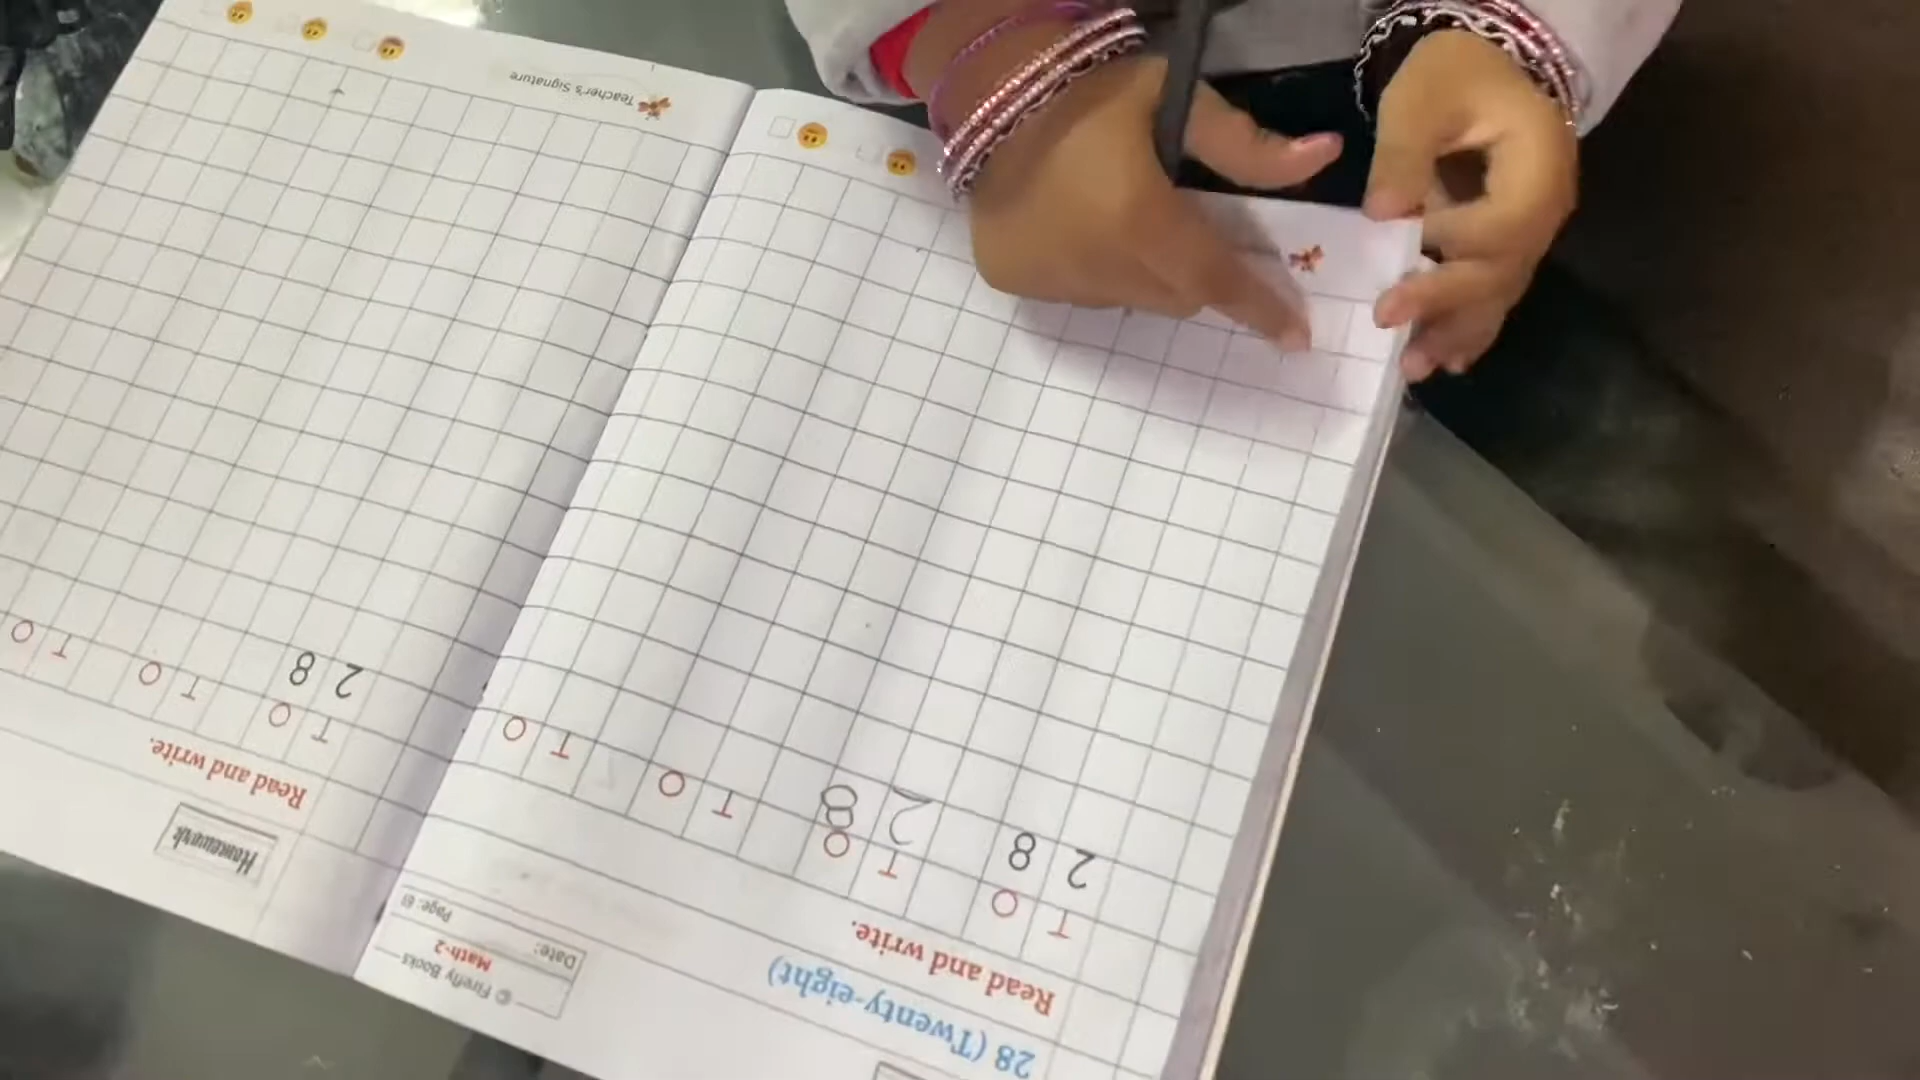 28 (Twenty-eight)
© Firefly Books
Math-2
Date:
Page: 61
Read and write.
T O T O T O T O
2 8 2 8
Teacher's Signature
Homework
Read and write.
T O T O T O
2 8